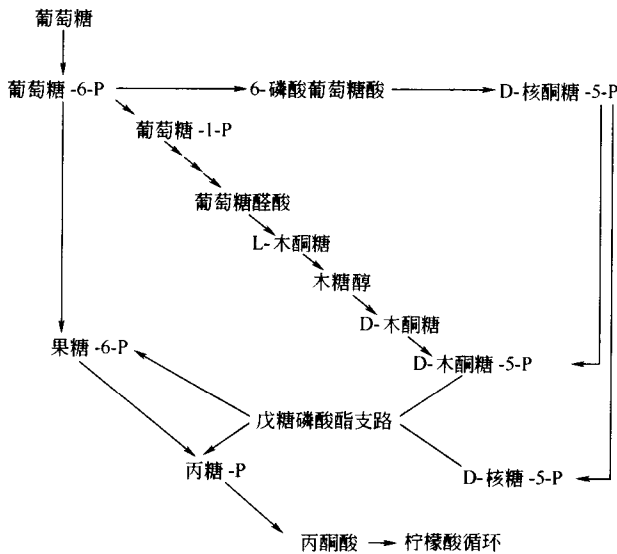 葡萄糖
葡萄糖-6-P
6-磷酸葡萄糖酸
D-核酮糖-5-P
葡萄糖-1-P
葡萄糖醛酸
L-木酮糖
木糖醇
D-木酮糖
果糖-6-P
D-木酮糖-5-P
戊糖磷酸酯支路
丙糖-P
D-核糖-5-P
丙酮酸
柠檬酸循环